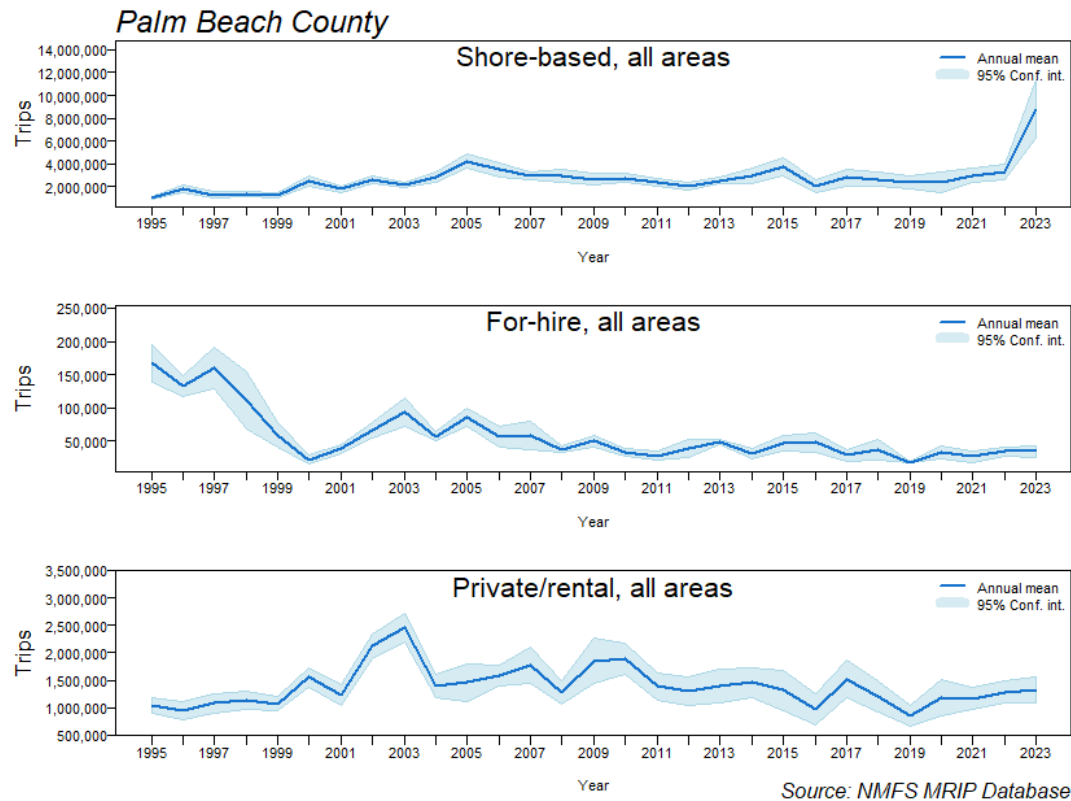 Palm Beach County
Shore-based, all areas
Annual mean
95% Conf. int.
Trips
14,000,000
12,000,000
10,000,000
8,000,000
6,000,000
4,000,000
2,000,000
1995 1997 1999 2001 2003 2005 2007 2009 2011 2013 2015 2017 2019 2021 2023
Year
For-hire, all areas
Annual mean
95% Conf. int.
Trips
250,000
200,000
150,000
100,000
50,000
1995 1997 1999 2001 2003 2005 2007 2009 2011 2013 2015 2017 2019 2021 2023
Year
Private/rental, all areas
Annual mean
95% Conf. int.
Trips
3,500,000
3,000,000
2,500,000
2,000,000
1,500,000
1,000,000
500,000
1995 1997 1999 2001 2003 2005 2007 2009 2011 2013 2015 2017 2019 2021 2023
Year
Source: NMFS MRIP Database